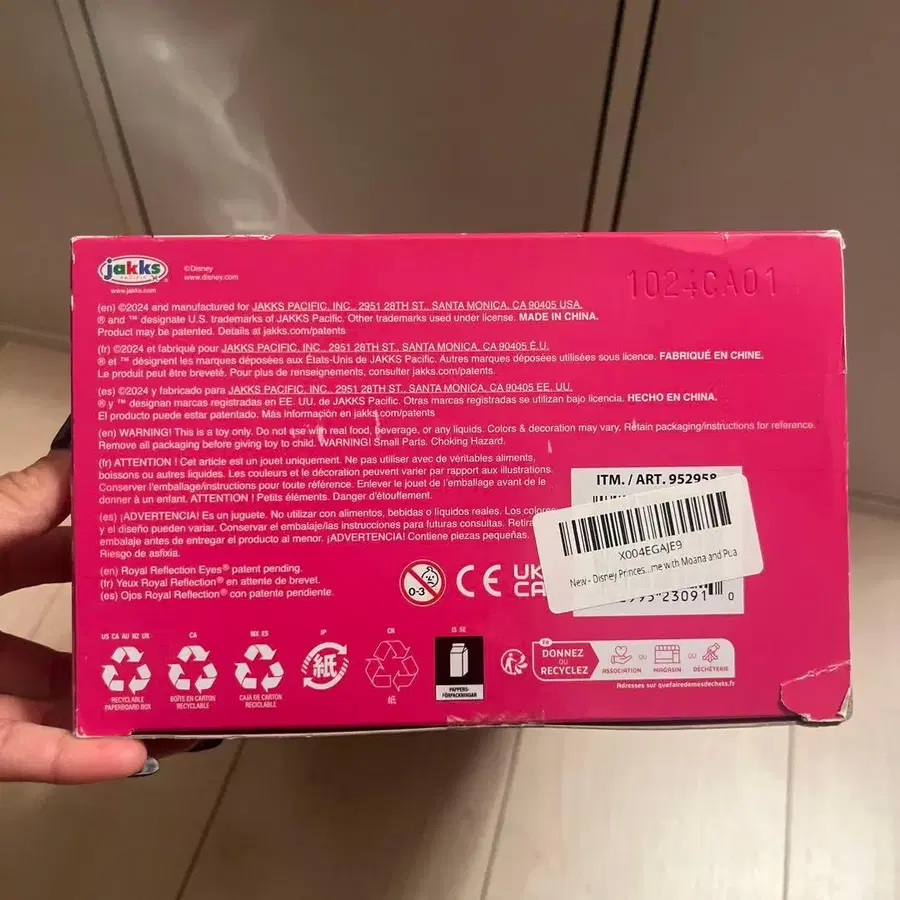 jakks
PACIFIC
www.jakks.com
©Disney
www.disney.com
1024CA01
(en) ©2024 and manufactured for JAKKS PACIFIC, INC., 2951 28TH ST., SANTA MONICA, CA 90405 USA.
® and ™ designate U.S. trademarks of JAKKS Pacific. Other trademarks used under license. MADE IN CHINA.
Product may be patented. Details at jakks.com/patents
(fr) ©2024 et fabriqué pour JAKKS PACIFIC, INC., 2951 28TH ST., SANTA MONICA, CA 90405 É.U.
® et ™ désignent les marques déposées aux États-Unis de JAKKS Pacific. Autres marques déposées utilisées sous licence. FABRIQUÉ EN CHINE.
Le produit peut être breveté. Pour plus de renseignements, consulter jakks.com/patents.
(es) ©2024 y fabricado para JAKKS PACIFIC, INC., 2951 28TH ST., SANTA MONICA, CA 90405 EE. UU.
® y ™ designan marcas registradas en EE. UU. de JAKKS Pacific. Otras marcas registradas se utilizan bajo licencia. HECHO EN CHINA.
El producto puede estar patentado. Más información en jakks.com/patents
(en) WARNING! This is a toy only. Do not use with real food, beverage, or any liquids. Colors & decoration may vary. Retain packaging/instructions for reference.
Remove all packaging before giving toy to child. WARNING! Small Parts. Choking Hazard.
(fr) ATTENTION ! Cet article est un jouet uniquement. Ne pas utiliser avec de véritables aliments,
boissons ou autres liquides. Les couleurs et le décoration peuvent varier par rapport aux illustrations.
Conserver l'emballage/les instructions pour toute référence. Enlever le jouet de l'emballage avant de le
donner à un enfant. ATTENTION ! Petits éléments. Danger d'étouffement.
(es) ¡ADVERTENCIA! Es un juguete. No utilizar con alimentos, bebidas o líquidos reales. Los colores
y el diseño pueden variar. Conservar el embalaje/las instrucciones para futuras consultas.
embalaje antes de entregar el producto al menor. ¡ADVERTENCIA! Contiene piezas pequeñas.
Riesgo de asfixia.
(en) Royal Reflection Eyes® patent pending.
(fr) Yeux Royal Reflection® en attente de brevet.
(es) Ojos Royal Reflection® con patente pendiente.
0-3
CE
UK
CA
ITM. / ART. 952958
X004EGAJE9
New - Disney Princes...me with Moana and Pua
23091 0
US CA AU NZ UK
RECYCLABLE
PAPERBOARD BOX
CA
BOÎTE EN CARTON
RECYCLABLE
MX ES
CAJA DE CARTÓN
RECICLABLE
JP
紙
CN
IS SE
PAPPERS-
FÖRPACKNINGAR
FR
DONNEZ
OU
RECYCLEZ
ASSOCIATION
OU
MAGASIN
OU
DÉCHÈTERIE
Adresses sur quefairedemesdechets.fr